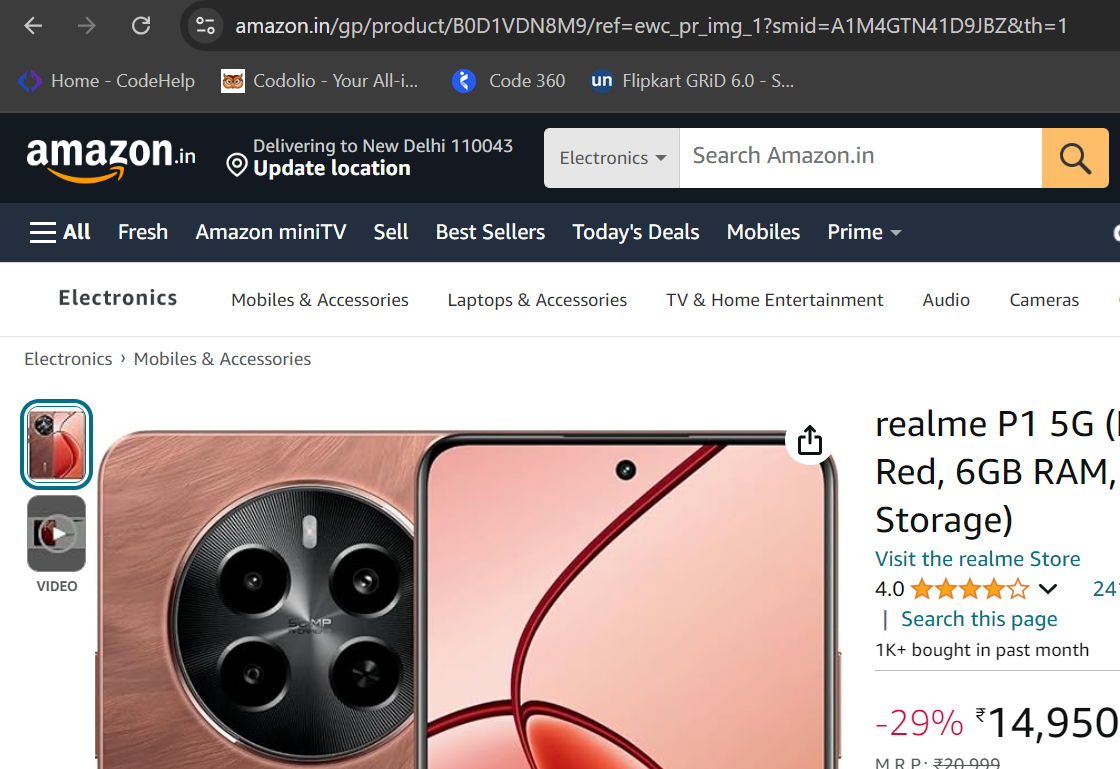 amazon.in/gp/product/B0D1VDN8M9/ref=ewc_pr_img_1?smid=A1M4GTN41D9JBZ&th=1
Home - CodeHelp
Codolio - Your All-i...
Code 360
un Flipkart GRiD 6.0 - S...
amazon.in
Delivering to New Delhi 110043
Update location
Electronics
Search Amazon.in
All Fresh Amazon miniTV Sell Best Sellers Today's Deals Mobiles Prime
Electronics Mobiles & Accessories Laptops & Accessories TV & Home Entertainment Audio Cameras
Electronics › Mobiles & Accessories
VIDEO
realme P1 5G (
Red, 6GB RAM,
Storage)
Visit the realme Store
4.0 24
| Search this page
1K+ bought in past month
-29% ₹14,950
M.R.P.: ₹20,999